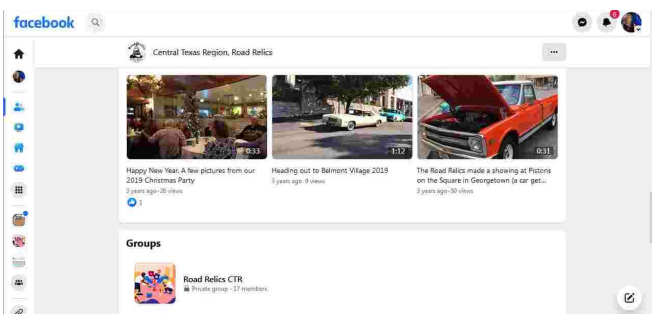 facebook
6
Central Texas Region, Road Relics
0:33
1:12
0:31
Happy New Year. A few pictures from our
2019 Christmas Party
3 years ago · 26 views
1
Heading out to Belmont Village 2019
3 years ago · 9 views
The Road Relics made a showing at Pistons
on the Square in Georgetown (a car get...
3 years ago · 30 views
Groups
Road Relics CTR
Private group · 27 members